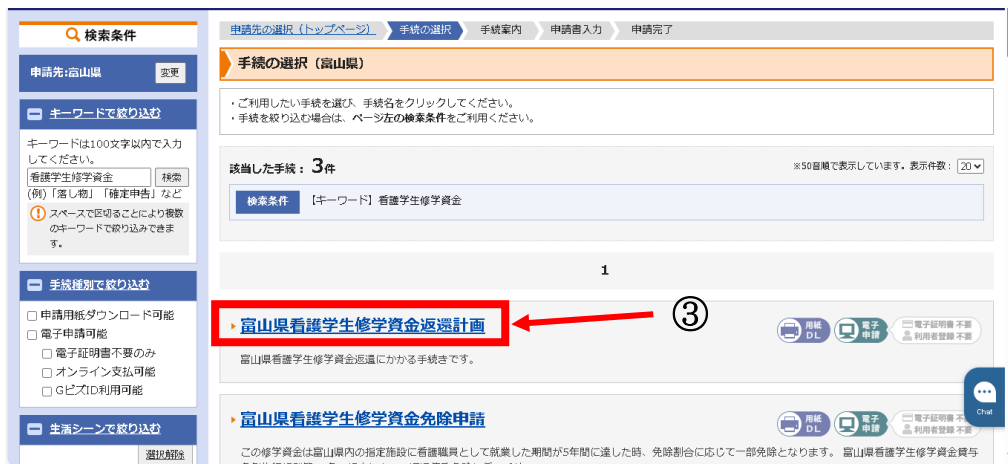 検索条件
申請先:富山県
変更
キーワードで絞り込む
キーワードは100文字以内で入力
してください。
看護学生修学資金
検索
(例)「落し物」「確定申告」など
スペースで区切ることにより複数
のキーワードで絞り込みできま
す。
手続種別で絞り込む
申請用紙ダウンロード可能
電子申請可能
電子証明書不要のみ
オンライン支払可能
GビズID利用可能
生活シーンで絞り込む
選択解除
申請先の選択（トップページ）
手続の選択
手続案内
申請書入力
申請完了
手続の選択（富山県）
・ご利用したい手続を選び、手続名をクリックしてください。
・手続を絞り込む場合は、ページ左の検索条件をご利用ください。
該当した手続：3件
※50音順で表示しています。表示件数：
20
検索条件
【キーワード】看護学生修学資金
1
富山県看護学生修学資金返還計画
③
用紙
DL
電子
申請
電子証明書 不要
利用者登録 不要
富山県看護学生修学資金返還にかかる手続きです。
富山県看護学生修学資金免除申請
用紙
DL
電子
申請
電子証明書 不要
利用者登録 不要
Chat
この修学資金は富山県内の指定施設に看護職員として就業した期間が5年間に達した時、免除割合に応じて一部免除となります。 富山県看護学生修学資金貸与